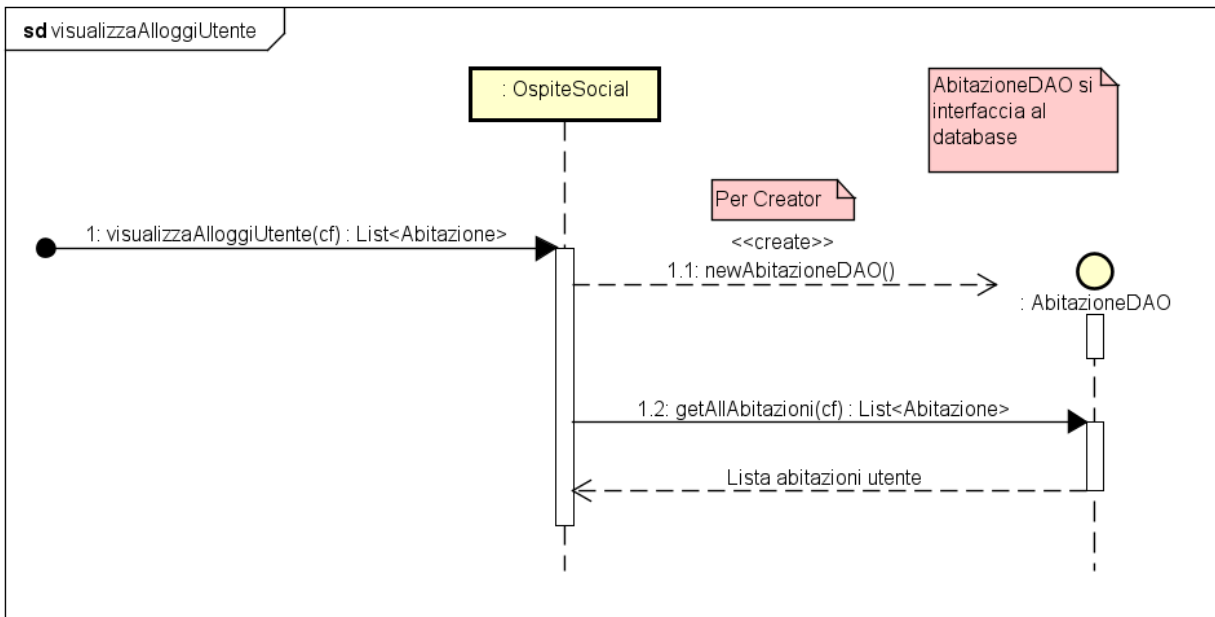 sd visualizzaAlloggiUtente
: OspiteSocial
AbitazioneDAO si
interfaccia al
database
Per Creator
1: visualizzaAlloggiUtente(cf) : List<Abitazione>
<<create>>
1.1: newAbitazioneDAO()
: AbitazioneDAO
1.2: getAllAbitazioni(cf) : List<Abitazione>
Lista abitazioni utente